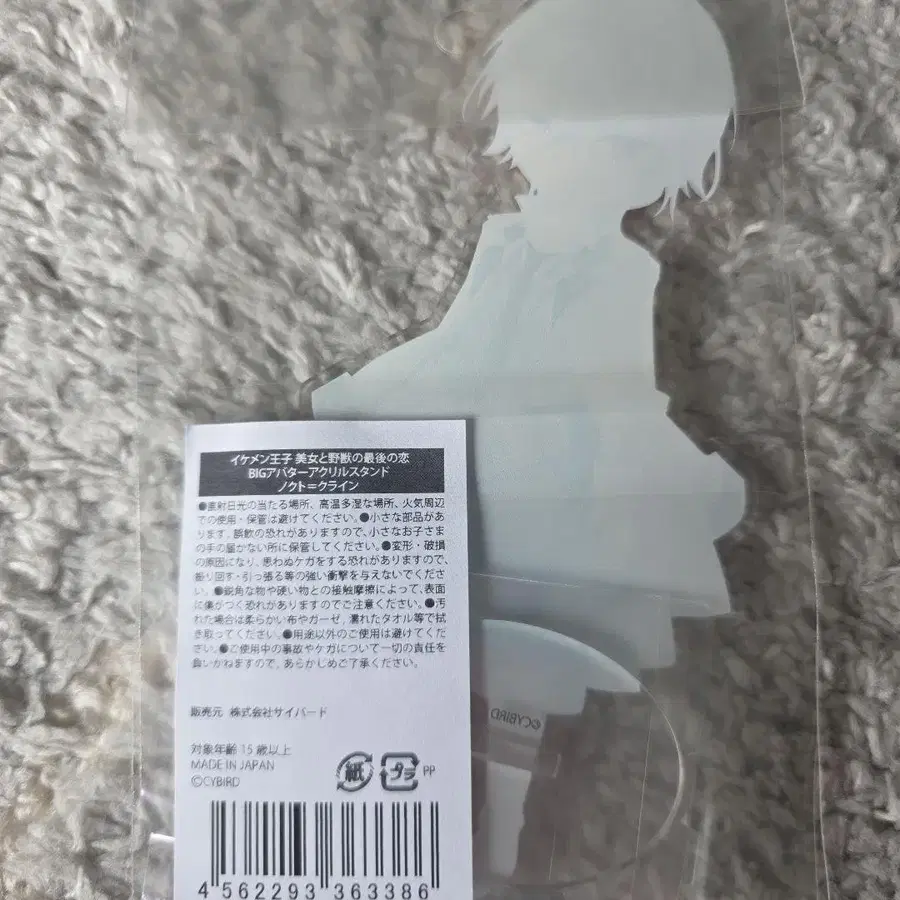 イケメン王子 美女と野獣の最後の恋
BIGアバターアクリルスタンド
ノクト＝クライン
●直射日光の当たる場所、高温多湿な場所、火気周辺
での使用・保管は避けてください。●小さな部品があ
ります。誤飲の恐れがありますので、小さなお子さま
の手の届かない所に保管してください。●変形・破損
の原因になり、思わぬケガをする恐れがありますので、
振り回す・引っ張る等の強い衝撃を与えないでくださ
い。●鋭角な物や硬い物との接触摩擦によって、表面
に傷がつく恐れがありますのでご注意ください。●汚
れた場合は柔らかい布やガーゼ、濡れたタオル等で拭
き取ってください。●用途以外のご使用は避けてくだ
さい。●ご使用中の事故やケガについて一切の責任を
負いかねますので、あらかじめご了承ください。
販売元 株式会社サイバード
対象年齢 15 歳以上
MADE IN JAPAN
©CYBIRD
紙 プラ PP
4 562293 363386
©CYBIRD